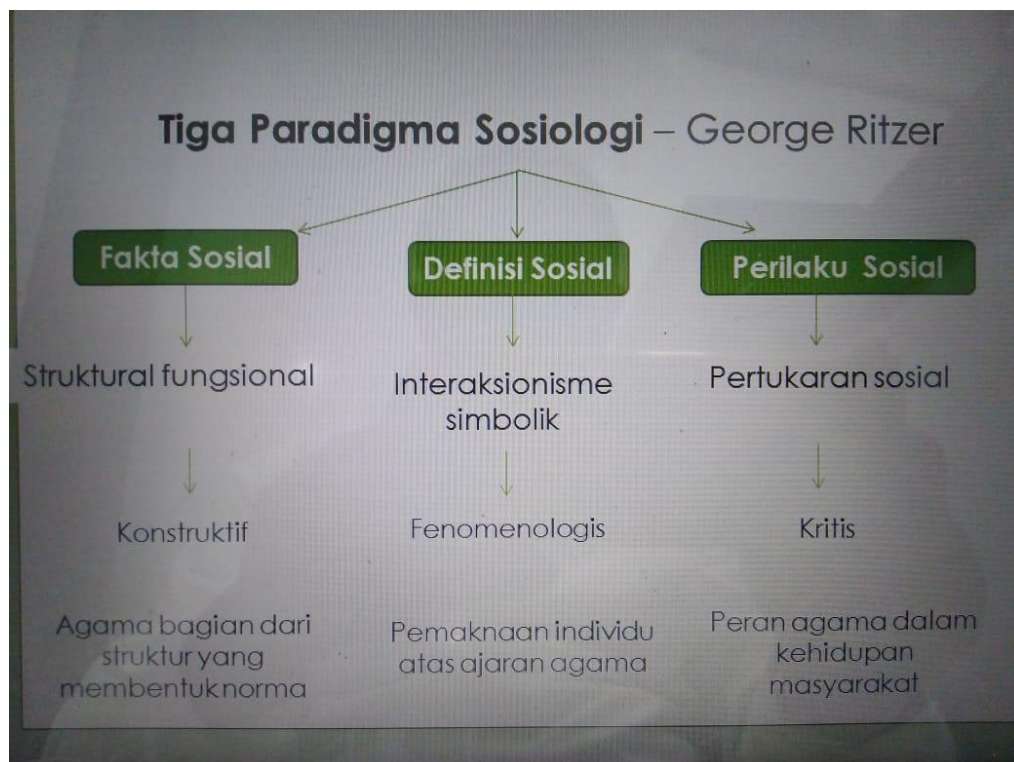 Tiga Paradigma Sosiologi – George Ritzer
Fakta Sosial
Definisi Sosial
Perilaku Sosial
Struktural fungsional
Interaksionisme
simbolik
Pertukaran sosial
Konstruktif
Fenomenologis
Kritis
Agama bagian dari
struktur yang
membentuk norma
Pemaknaan individu
atas ajaran agama
Peran agama dalam
kehidupan
masyarakat